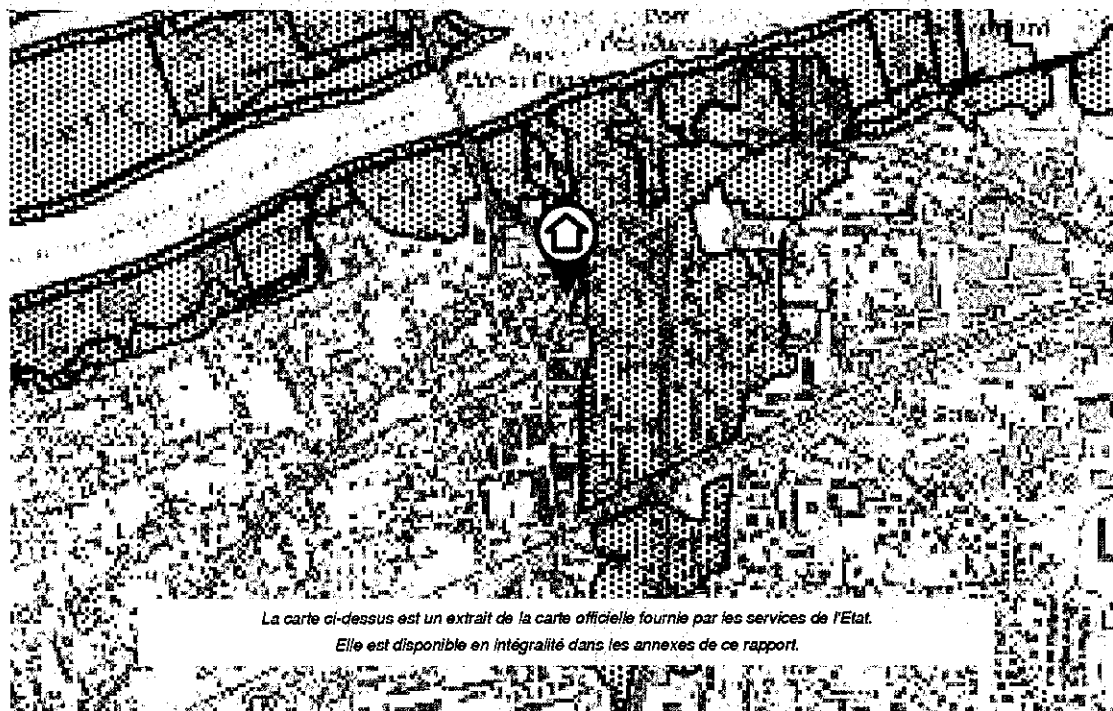 La carte ci-dessus est un extrait de la carte officielle fournie par les services de l'Etat.
Elle est disponible en intégralité dans les annexes de ce rapport.